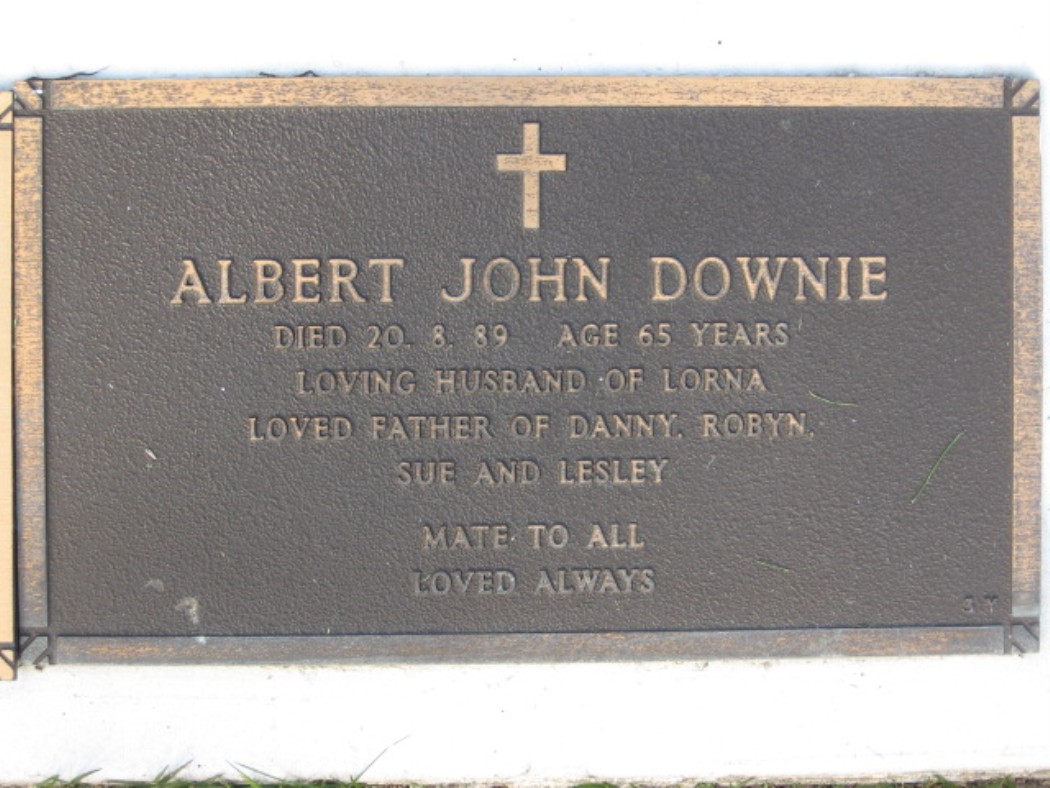 ALBERT JOHN DOWNIE
DIED 20. 8. 89 AGE 65 YEARS
LOVING HUSBAND OF LORNA
LOVED FATHER OF DANNY, ROBYN,
SUE AND LESLEY
MATE TO ALL
LOVED ALWAYS
3 Y